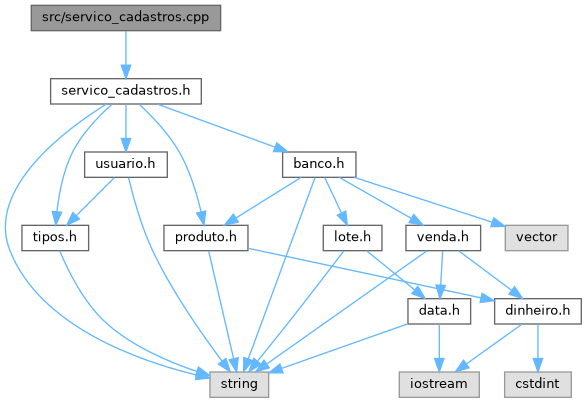 src/servico_cadastros.cpp
servico_cadastros.h
usuario.h
banco.h
tipos.h
produto.h
lote.h
venda.h
vector
data.h
dinheiro.h
string
iostream
cstdint